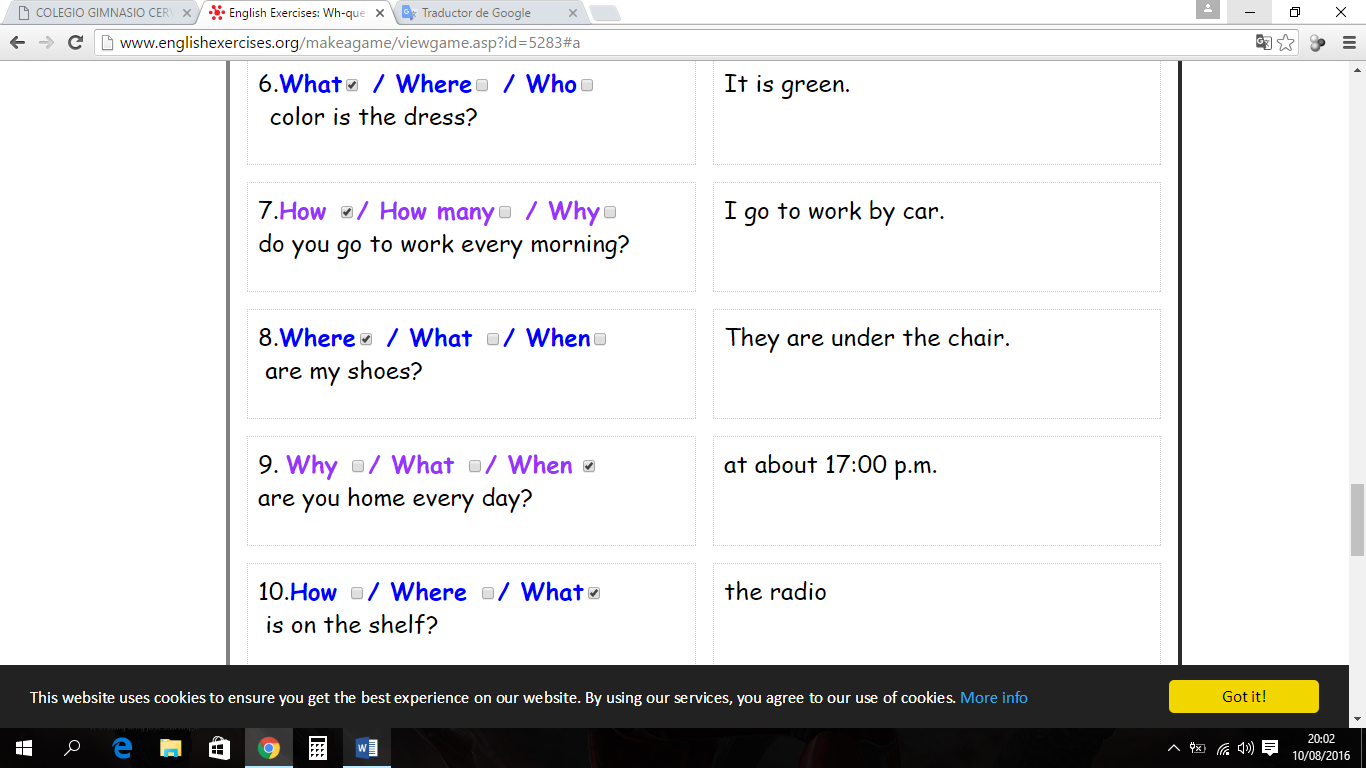 COLEGIO GIMNASIO CERV
English Exercises: Wh-que
Traductor de Google
www.englishexercises.org/makeagame/viewgame.asp?id=5283#a
6.What / Where / Who
color is the dress?
It is green.
7.How / How many / Why
do you go to work every morning?
I go to work by car.
8.Where / What / When
are my shoes?
They are under the chair.
9. Why / What / When
are you home every day?
at about 17:00 p.m.
10.How / Where / What
is on the shelf?
the radio
This website uses cookies to ensure you get the best experience on our website. By using our services, you agree to our use of cookies. More info
Got it!
20:02
10/08/2016